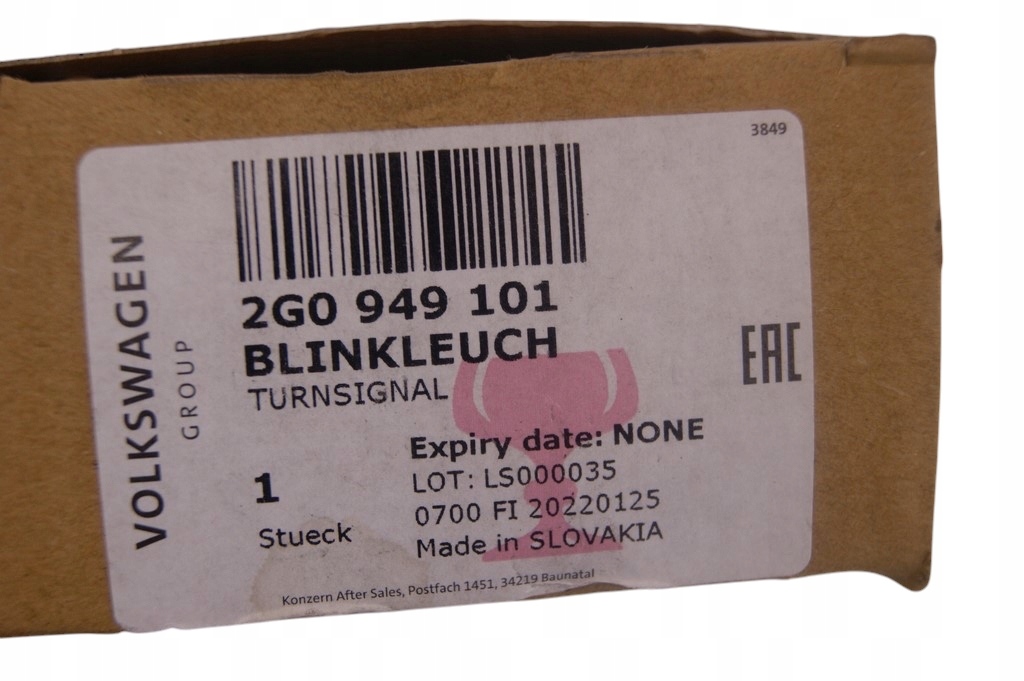 3849
VOLKSWAGEN
GROUP
2G0 949 101
BLINKLEUCH
TURNSIGNAL
EAC
Expiry date: NONE
LOT: LS000035
1
0700 FI 20220125
Stueck
Made in SLOVAKIA
Konzern After Sales, Postfach 1451, 34219 Baunatal